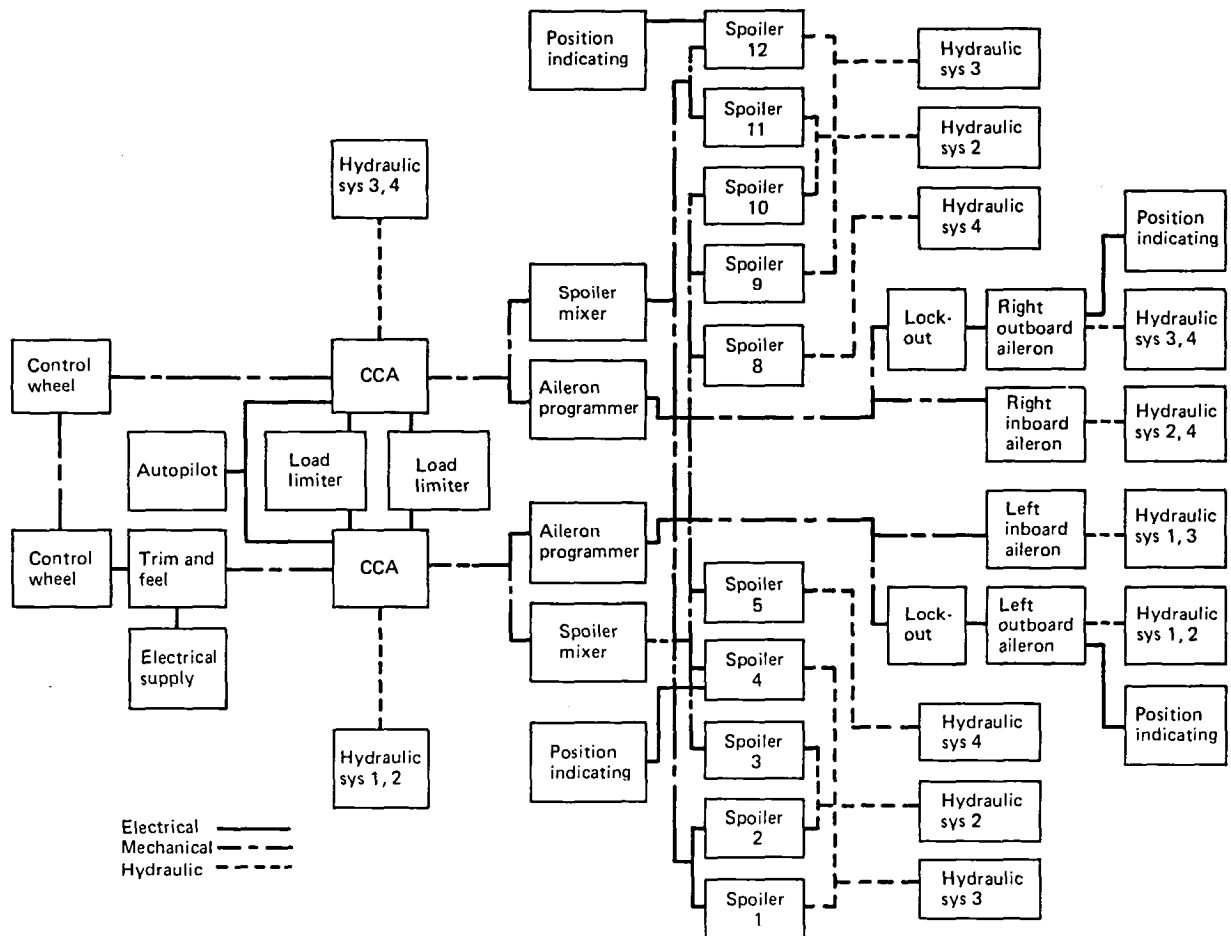 Position
indicating
Spoiler
12
Hydraulic
sys 3
Spoiler
11
Hydraulic
sys 2
Hydraulic
sys 3, 4
Spoiler
10
Hydraulic
sys 4
Position
indicating
Spoiler
9
Spoiler
mixer
Lock-
out
Right
outboard
aileron
Hydraulic
sys 3, 4
Spoiler
8
Control
wheel
CCA
Aileron
programmer
Right
inboard
aileron
Hydraulic
sys 2, 4
Autopilot
Load
limiter
Load
limiter
Aileron
programmer
Left
inboard
aileron
Hydraulic
sys 1, 3
Control
wheel
Trim and
feel
CCA
Spoiler
5
Lock-
out
Left
outboard
aileron
Hydraulic
sys 1, 2
Electrical
supply
Spoiler
mixer
Spoiler
4
Position
indicating
Hydraulic
sys 1, 2
Position
indicating
Spoiler
3
Hydraulic
sys 4
Spoiler
2
Hydraulic
sys 2
Spoiler
1
Hydraulic
sys 3
Electrical
Mechanical
Hydraulic